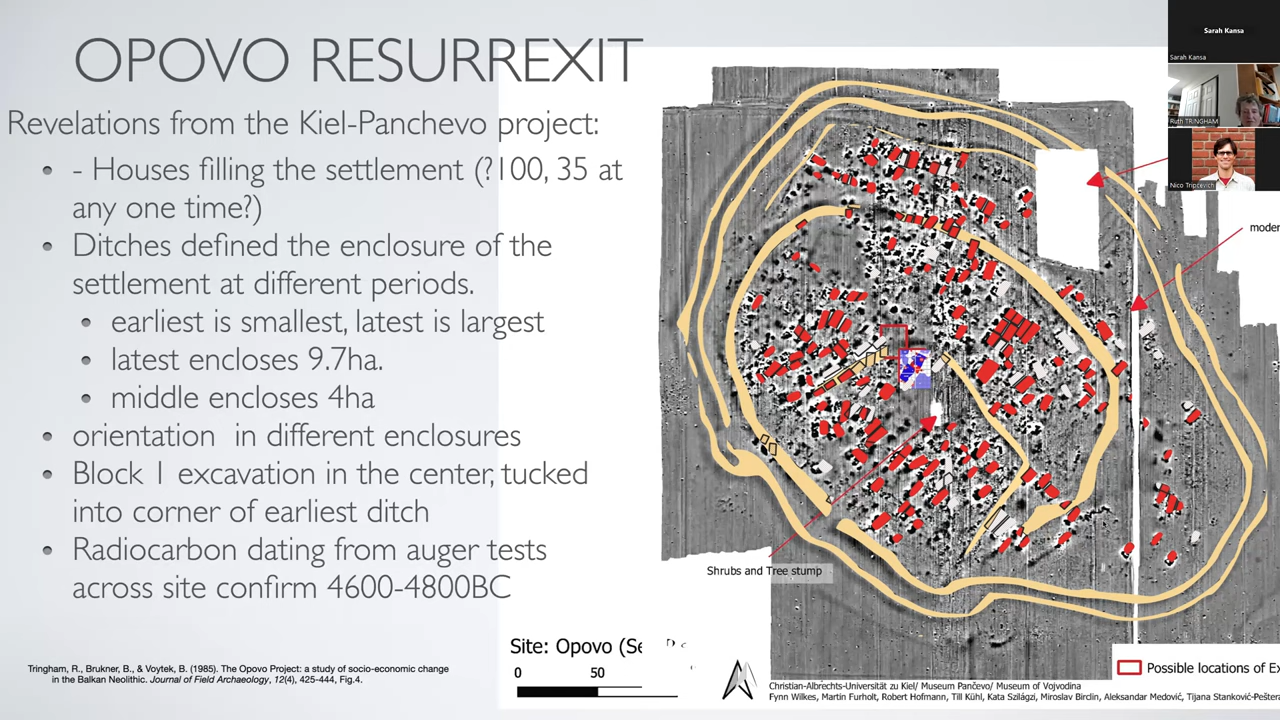 OPOVO RESURREXIT
Revelations from the Kiel-Panchevo project:
- Houses filling the settlement (?100, 35 at
any one time?)
Ditches defined the enclosure of the
settlement at different periods.
earliest is smallest, latest is largest
latest encloses 9.7ha.
middle encloses 4ha
orientation in different enclosures
Block 1 excavation in the center, tucked
into corner of earliest ditch
Radiocarbon dating from auger tests
across site confirm 4600-4800BC
Tringham, R., Brukner, B., & Voytek, B. (1985). The Opovo Project: a study of socio-economic change
in the Balkan Neolithic. Journal of Field Archaeology, 12(4), 425-444, Fig.4.
Sarah Kansa
Sarah Kansa
Ruth TRINGHAM
Nico Tripcevich
moder
Shrubs and Tree stump
Site: Opovo (Se
0 50
Possible locations of Ex
Christian-Albrechts-Universität zu Kiel/ Museum Pančevo/ Museum of Vojvodina
Fynn Wilkes, Martin Furholt, Robert Hofmann, Till Kühl, Kata Szilágzi, Miroslav Birclin, Aleksandar Medović, Tijana Stanković-Pešter